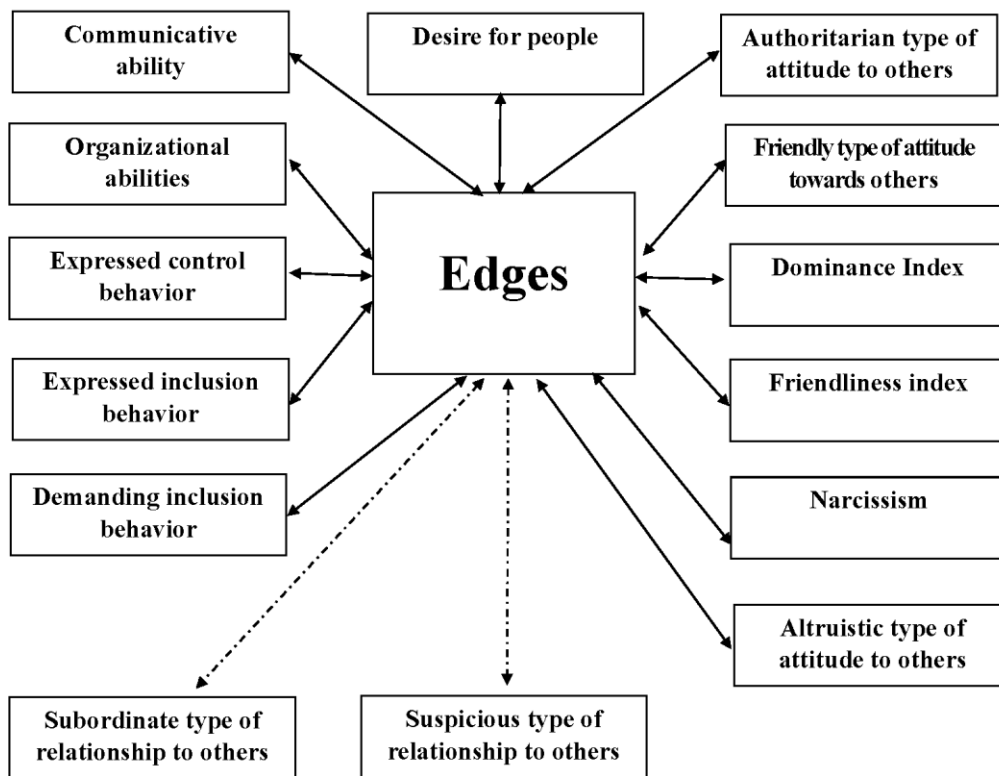 Communicative
ability
Desire for people
Authoritarian type of
attitude to others
Organizational
abilities
Friendly type of attitude
towards others
Expressed control
behavior
Edges
Dominance Index
Expressed inclusion
behavior
Friendliness index
Demanding inclusion
behavior
Narcissism
Altruistic type of
attitude to others
Subordinate type of
relationship to others
Suspicious type of
relationship to others